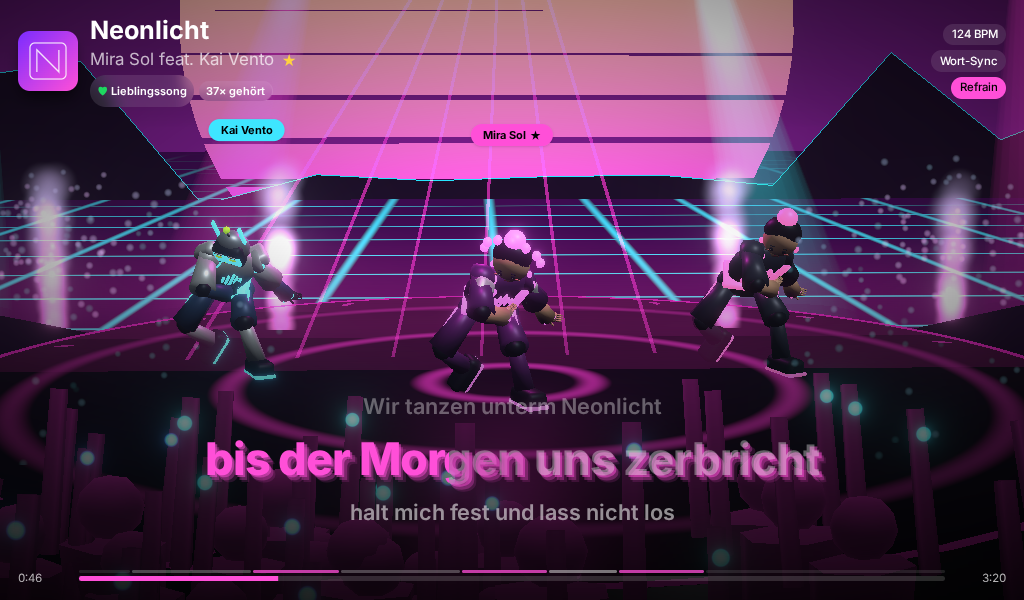 Neonlicht
Mira Sol feat. Kai Vento ★
Lieblingssong
37× gehört
124 BPM
Wort-Sync
Refrain
Kai Vento
Mira Sol ★
Wir tanzen unterm Neonlicht
bis der Morgen uns zerbricht
halt mich fest und lass nicht los
0:46
3:20